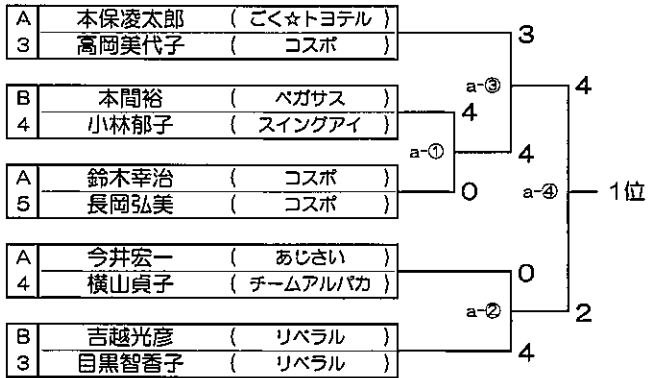 A 本保凌太郎 ( ごく☆トヨテル )
3 高岡美代子 ( コスポ )
3
a-③
4
B 本間裕 ( ペガサス )
4 小林郁子 ( スイングアイ )
4
a-①
4
A 鈴木幸治 ( コスポ )
5 長岡弘美 ( コスポ )
0
a-④
1位
A 今井宏一 ( あじさい )
4 横山貞子 ( チームアルパカ )
0
a-②
2
B 吉越光彦 ( リベラル )
3 目黒智香子 ( リベラル )
4